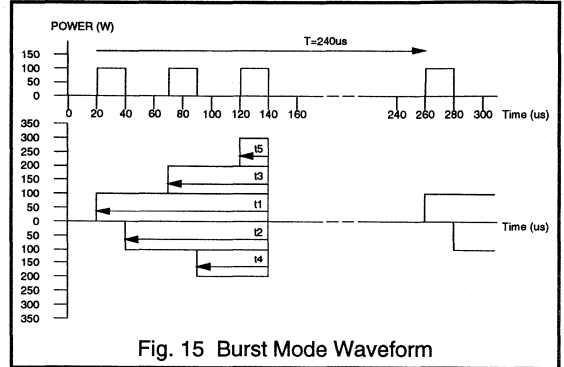 POWER (W)
T=240us
150
100
50
0
0 20 40 60 80 100 120 140 160 240 260 280 300 Time (us)
350
300
250
200
150
100
50
0
50
100
150
200
250
300
350
t5
t3
t1
t2
t4
Time (us)
Fig. 15 Burst Mode Waveform